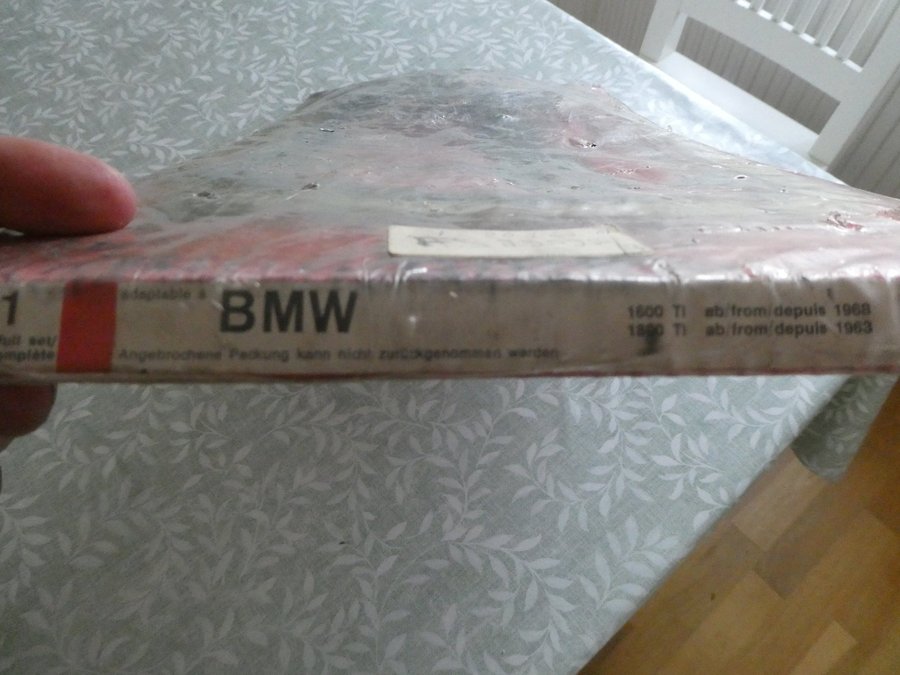 1
full set/
complète
adaptable à
BMW
Angebrochene Packung kann nicht zurückgenommen werden
1600 TI ab/from/depuis 1968
1800 TI ab/from/depuis 1963